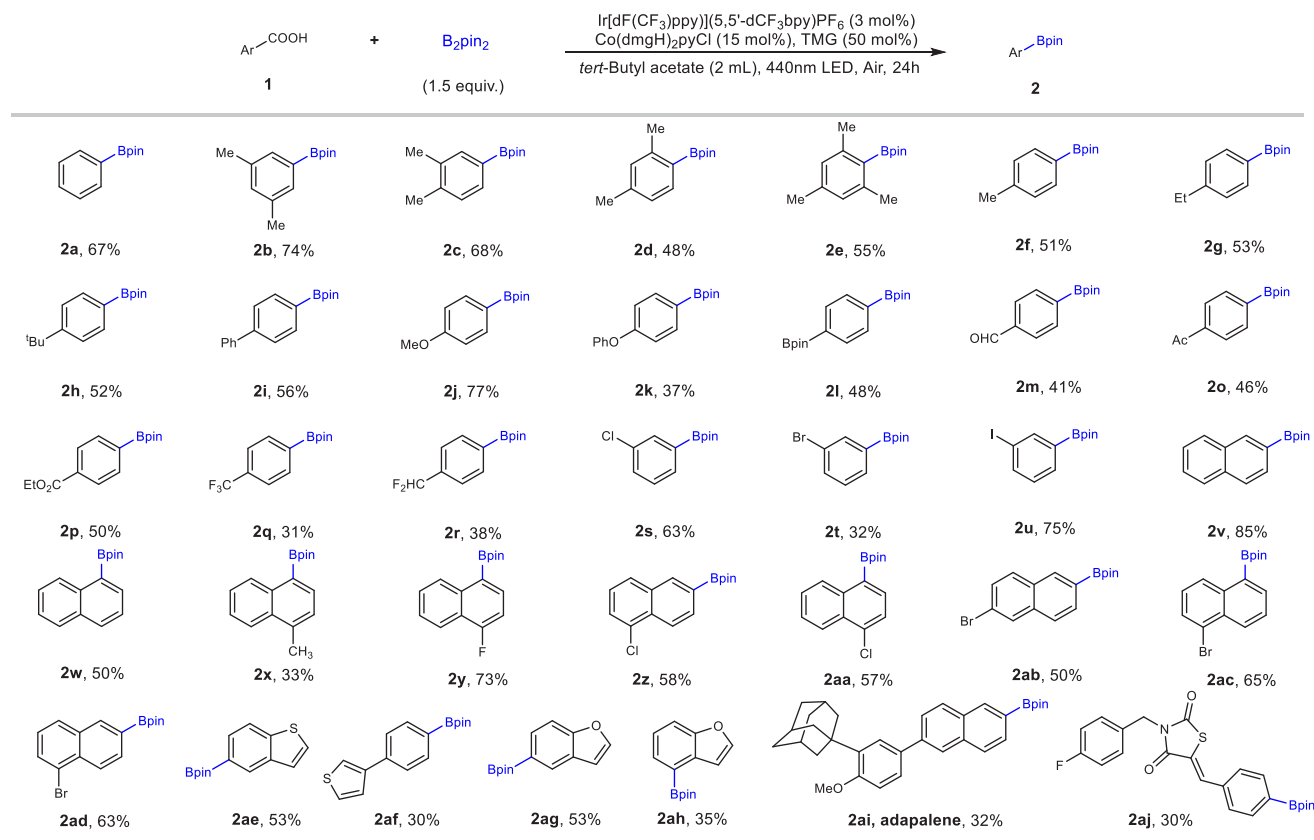 Ar COOH + B2pin2 Ir[dF(CF3)ppy)](5,5'-dCF3bpy)PF6 (3 mol%) Ar Bpin
Co(dmgH)2pyCl (15 mol%), TMG (50 mol%)
1 (1.5 equiv.) tert-Butyl acetate (2 mL), 440nm LED, Air, 24h 2
Bpin Me Bpin Me Me Bpin Me Me Bpin Me Me Bpin Me Me Bpin Me Bpin Et
2a, 67% 2b, 74% 2c, 68% 2d, 48% 2e, 55% 2f, 51% 2g, 53%
Bpin tBu Bpin Ph Bpin MeO Bpin PhO Bpin Bpin Bpin OHC Bpin Ac
2h, 52% 2i, 56% 2j, 77% 2k, 37% 2l, 48% 2m, 41% 2o, 46%
Bpin EtO2C Bpin F3C Bpin F2HC Cl Bpin Br Bpin I Bpin Bpin
2p, 50% 2q, 31% 2r, 38% 2s, 63% 2t, 32% 2u, 75% 2v, 85%
Bpin Bpin CH3 Bpin F Bpin Cl Bpin Cl Bpin Br Bpin Br
2w, 50% 2x, 33% 2y, 73% 2z, 58% 2aa, 57% 2ab, 50% 2ac, 65%
Bpin Br S Bpin Bpin S O Bpin O Bpin Bpin MeO F N O S O Bpin
2ad, 63% 2ae, 53% 2af, 30% 2ag, 53% 2ah, 35% 2ai, adapalene, 32% 2aj, 30%